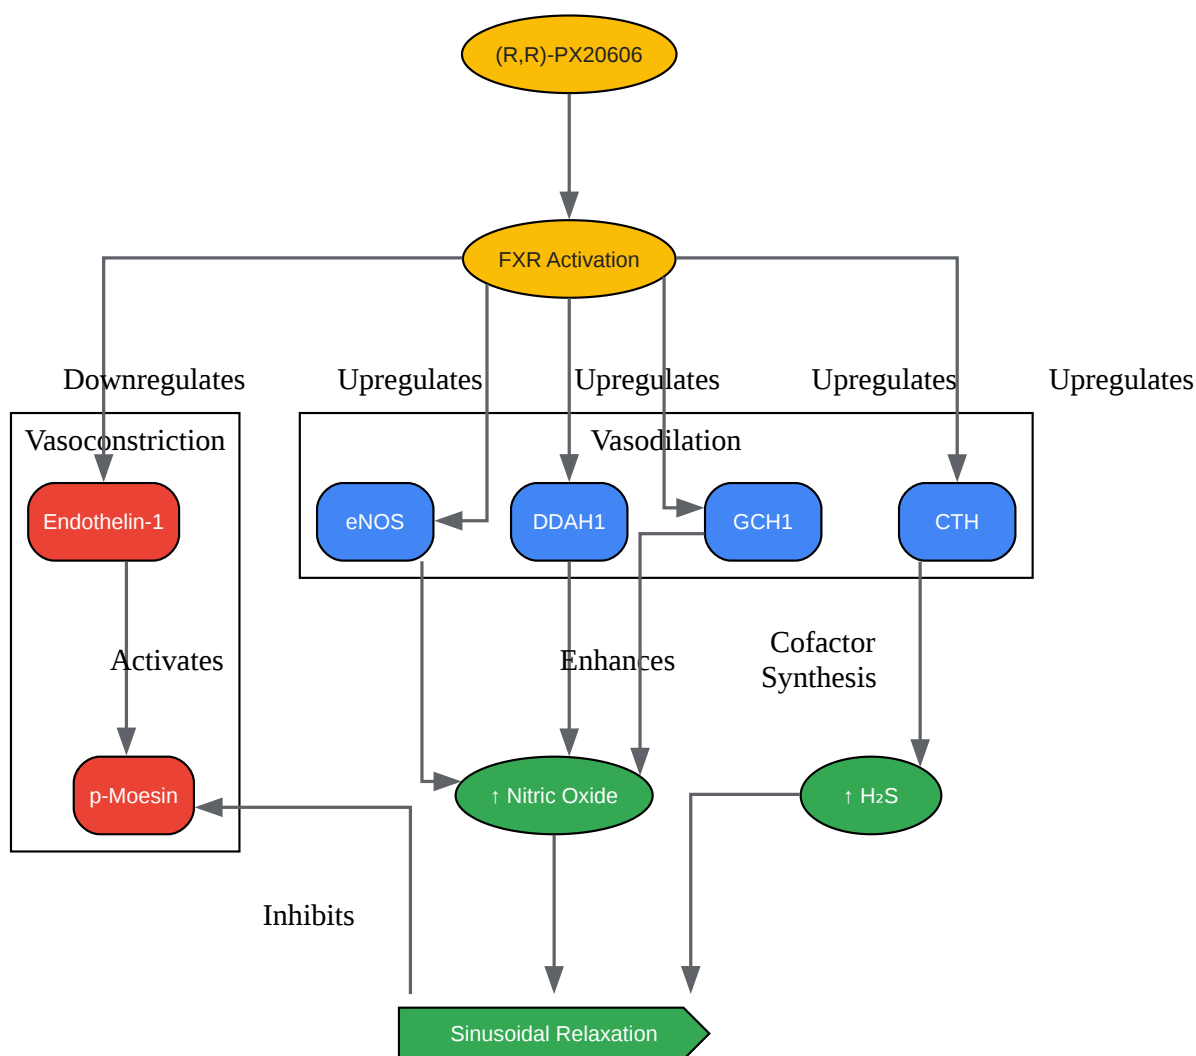 (R,R)-PX20606
FXR Activation
Downregulates
Upregulates
Upregulates
Upregulates
Upregulates
Vasoconstriction
Vasodilation
Endothelin-1
eNOS
DDAH1
GCH1
CTH
Activates
Enhances
Cofactor
Synthesis
p-Moesin
↑ Nitric Oxide
↑ H₂S
Inhibits
Sinusoidal Relaxation